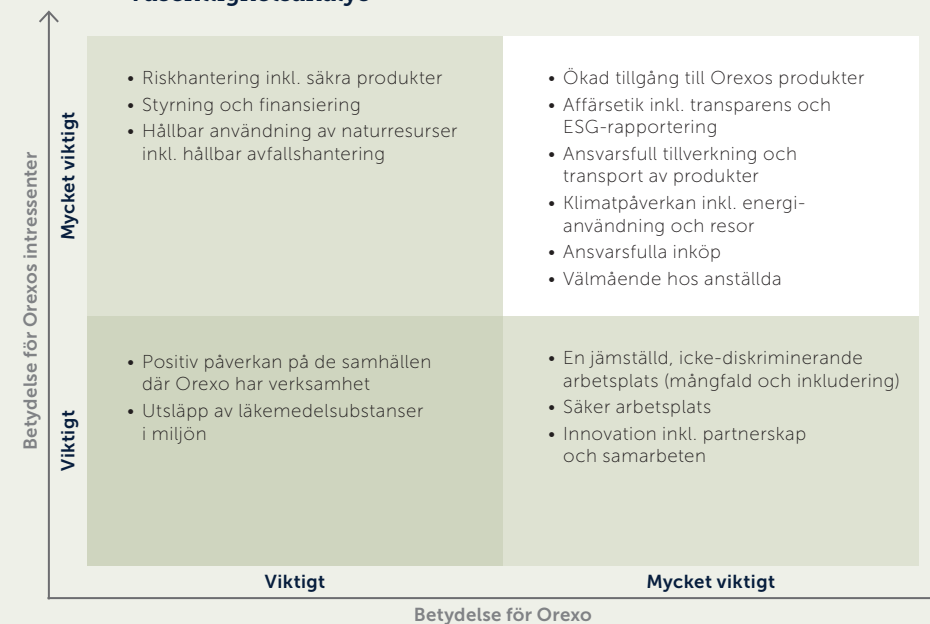 Mycket viktigt
• Riskhantering inkl. säkra produkter
• Styrning och finansiering
• Hållbar användning av naturresurser
inkl. hållbar avfallshantering
• Ökad tillgång till Orexos produkter
• Affärsetik inkl. transparens och
ESG-rapportering
• Ansvarsfull tillverkning och
transport av produkter
• Klimatpåverkan inkl. energi-
användning och resor
• Ansvarsfulla inköp
• Välmående hos anställda
Betydelse för Orexos intressenter
Viktigt
• Positiv påverkan på de samhällen
där Orexo har verksamhet
• Utsläpp av läkemedelsubstanser
i miljön
• En jämställd, icke-diskriminerande
arbetsplats (mångfald och inkludering)
• Säker arbetsplats
• Innovation inkl. partnerskap
och samarbeten
Viktigt
Mycket viktigt
Betydelse för Orexo